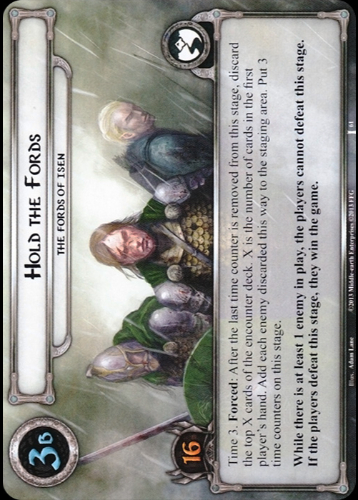 3B
HOLD THE FORDS
THE FORDS OF ISEN
16
Time 3. Forced: After the last time counter is removed from this stage, discard
the top X cards of the encounter deck. X is the number of cards in the first
player's hand. Add each enemy discarded this way to the staging area. Put 3
time counters on this stage.
While there is at least 1 enemy in play, the players cannot defeat this stage.
If the players defeat this stage, they win the game.
Illus. Adam Lane ©2013 Middle-earth Enterprises ©2013 FFG 61